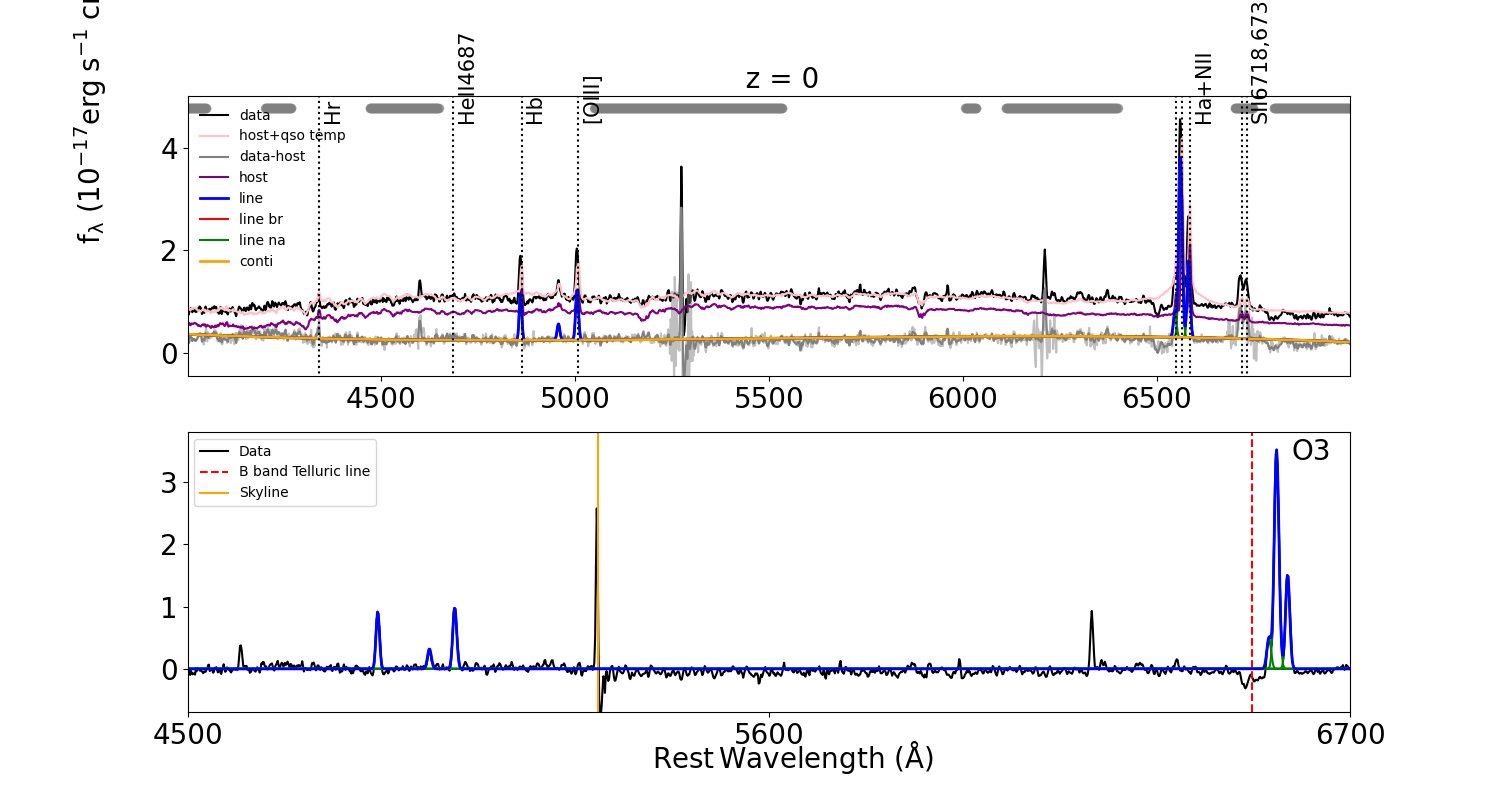 z = 0
fλ (10⁻¹⁷erg s⁻¹
Hr
HeII4687
Hb
[OIII]
Ha+NII
SII6718,673
data
host+qso temp
data-host
host
line
line br
line na
conti
4
2
0
4500 5000 5500 6000 6500
Data
B band Telluric line
Skyline
O3
3
2
1
0
4500 5600 6700
Rest Wavelength (Å)